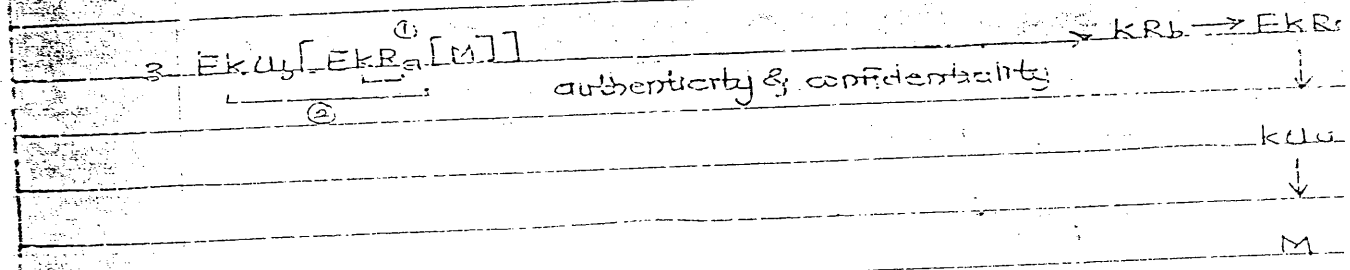 ①
3 EkUb[EkRa[M]] → kRb → EkRa
authenticity & confidentiality ↓
②
kUa
↓
M